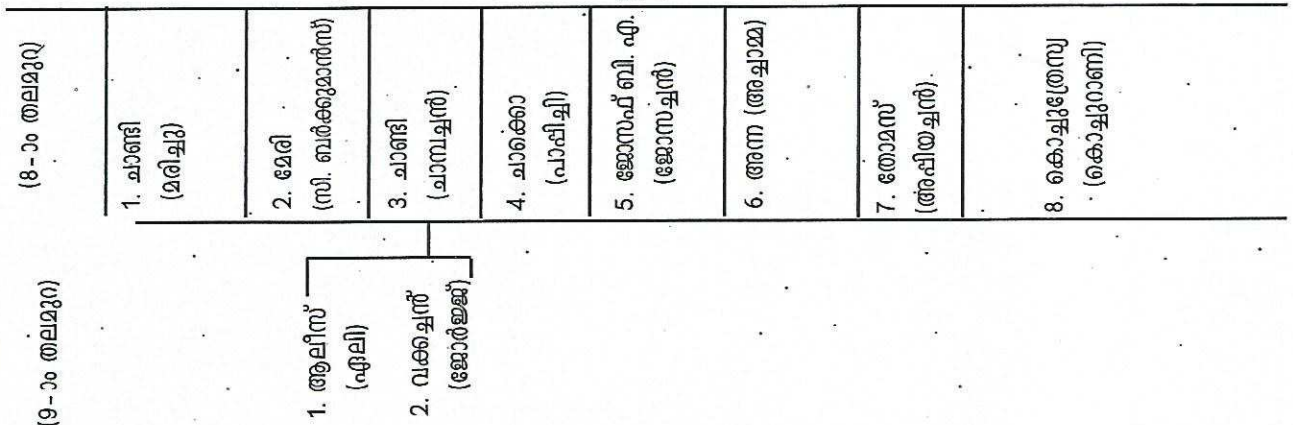 (8-ാം തലമുറ)
1. ചാണ്ടി
(മരിച്ചു)
2. മേരി
(സി. ബർക്കുമാൻസ്)
3. ചാണ്ടി
(ചാമ്പച്ചൻ)
4. ചാക്കൊ
(പാപ്പിച്ചി)
5. ജോസഫ് ബി. എ.
(ജോസച്ചൻ)
6. അന്ന (അച്ചാമ്മ)
7. തോമസ്
(അപ്പിയച്ചൻ).
8. കൊച്ചുത്രേസ്യ
(കൊച്ചുറാണി)
(9-ാം തലമുറ)
1. ആലീസ്
(ഏലി)
2. വക്കച്ചൻ
(ജോർജ്ജ്)